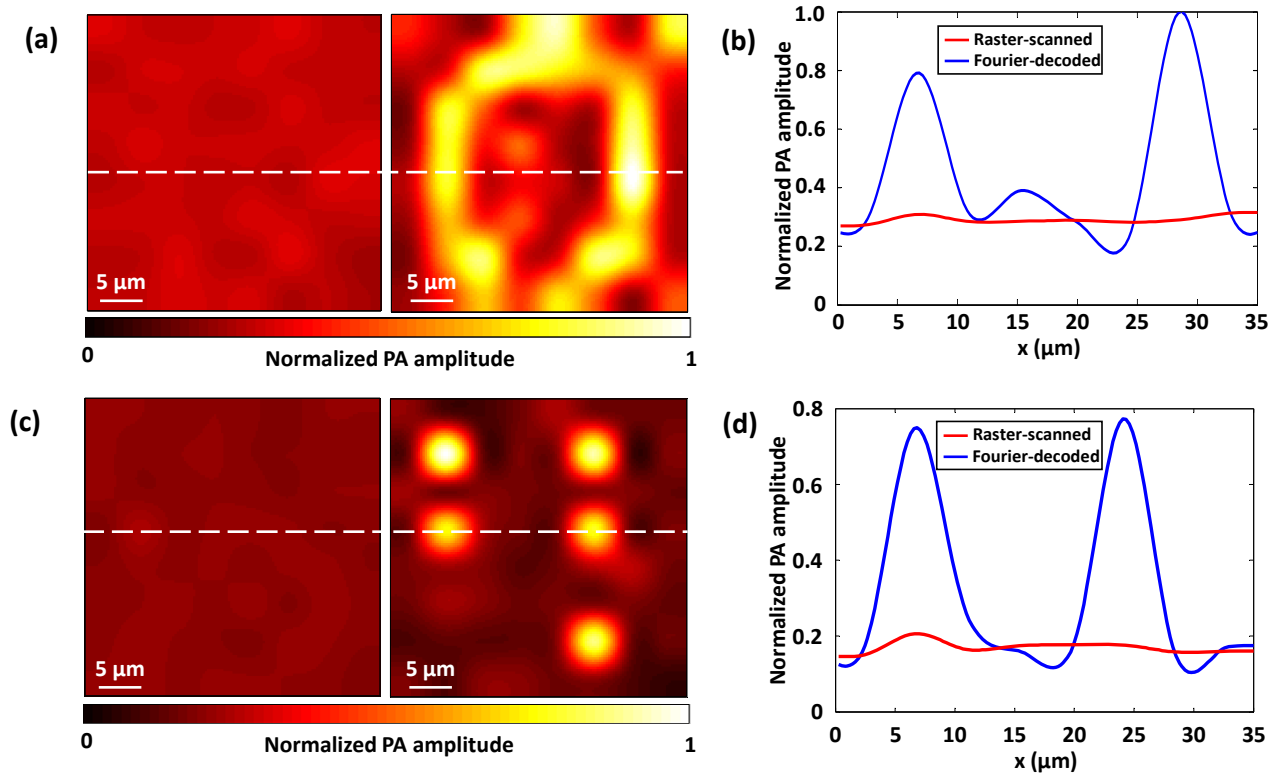 (a)
5 µm
5 µm
0
1
Normalized PA amplitude
(b)
Raster-scanned
Fourier-decoded
Normalized PA amplitude
1.0
0.8
0.6
0.4
0.2
0
0 5 10 15 20 25 30 35
x (µm)
(c)
5 µm
5 µm
0
1
Normalized PA amplitude
(d)
Raster-scanned
Fourier-decoded
Normalized PA amplitude
0.8
0.6
0.4
0.2
0
0 5 10 15 20 25 30 35
x (µm)